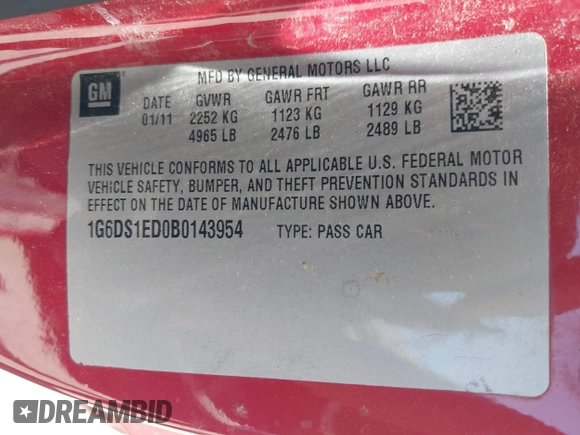 MFD BY GENERAL MOTORS LLC
GM
DATE GVWR GAWR FRT GAWR RR
01/11 2252 KG 1123 KG 1129 KG
4965 LB 2476 LB 2489 LB
THIS VEHICLE CONFORMS TO ALL APPLICABLE U.S. FEDERAL MOTOR
VEHICLE SAFETY, BUMPER, AND THEFT PREVENTION STANDARDS IN
EFFECT ON THE DATE OF MANUFACTURE SHOWN ABOVE.
1G6DS1ED0B0143954 TYPE: PASS CAR
DREAMBID